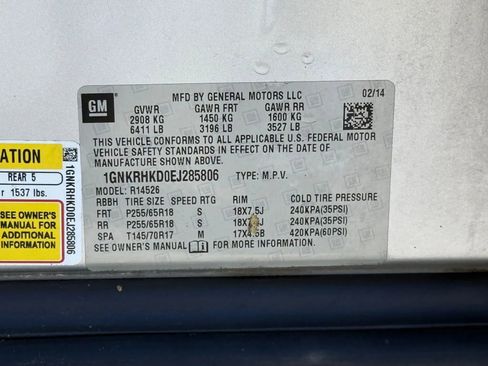 MFD BY GENERAL MOTORS LLC 02/14
GM
GVWR GAWR FRT GAWR RR
2908 KG 1450 KG 1600 KG
6411 LB 3196 LB 3527 LB
THIS VEHICLE CONFORMS TO ALL APPLICABLE U.S. FEDERAL MOTOR
VEHICLE SAFETY STANDARDS IN EFFECT ON THE DATE OF
MANUFACTURE SHOWN ABOVE.
1GNKRHKD0EJ285806 TYPE: M.P.V.
MODEL: R14526
RBBH TIRE SIZE SPEED RTG RIM COLD TIRE PRESSURE
FRT P255/65R18 S 18X7.5J 240KPA(35PSI)
RR P255/65R18 S 18X7.5J 240KPA(35PSI)
SPA T145/70R17 M 17X4.5B 420KPA(60PSI)
SEE OWNER'S MANUAL FOR MORE INFORMATION.
ATION
REAR 5
r 1537 lbs.
SEE OWNER'S
MANUAL FOR
ADDITIONAL
INFORMATION
1GNKRHKD0EJ285806